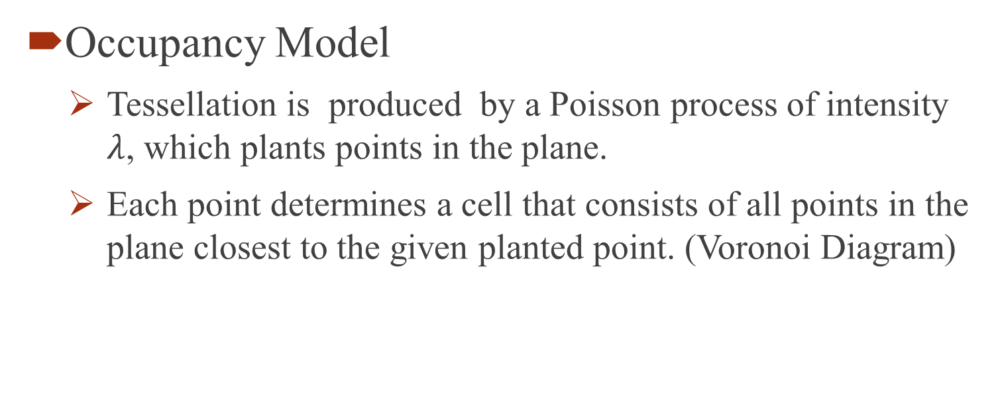 Occupancy Model
Tessellation is produced by a Poisson process of intensity
λ, which plants points in the plane.
Each point determines a cell that consists of all points in the
plane closest to the given planted point. (Voronoi Diagram)